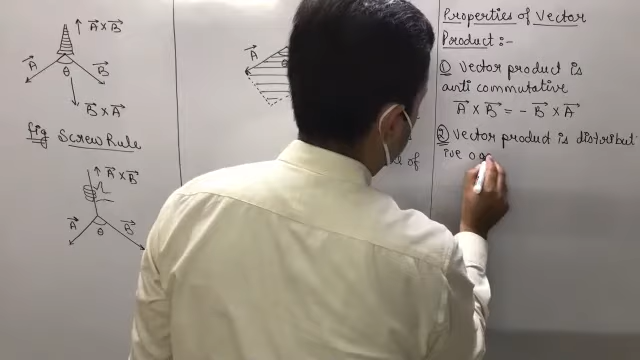 A⃗ × B⃗
A⃗
θ
B⃗
B⃗ × A⃗
fig Screw Rule
A⃗ × B⃗
A⃗
B⃗
θ
A⃗
θ
of
Properties of Vector
Product :-
① Vector product is
anti commutative
A⃗ × B⃗ = - B⃗ × A⃗
② Vector product is distribut
ive